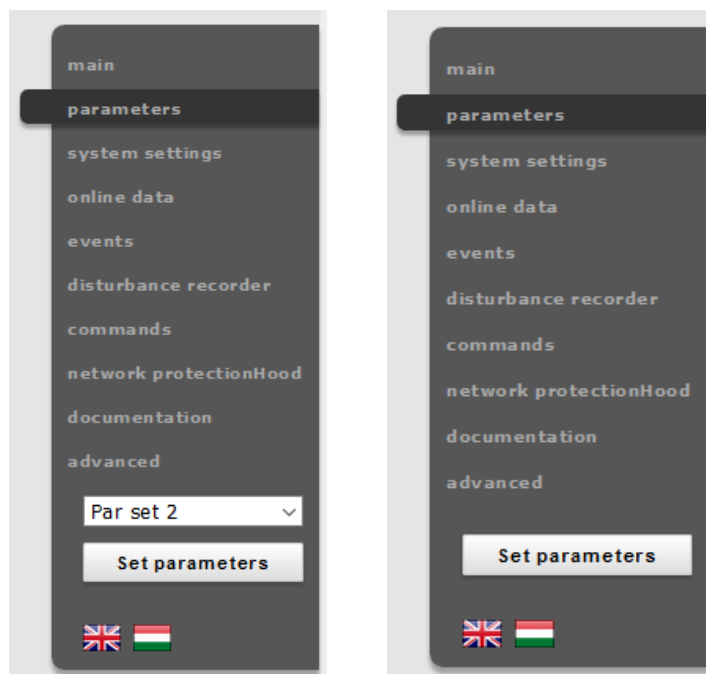 main
parameters
system settings
online data
events
disturbance recorder
commands
network protectionHood
documentation
advanced
Par set 2
Set parameters
main
parameters
system settings
online data
events
disturbance recorder
commands
network protectionHood
documentation
advanced
Set parameters